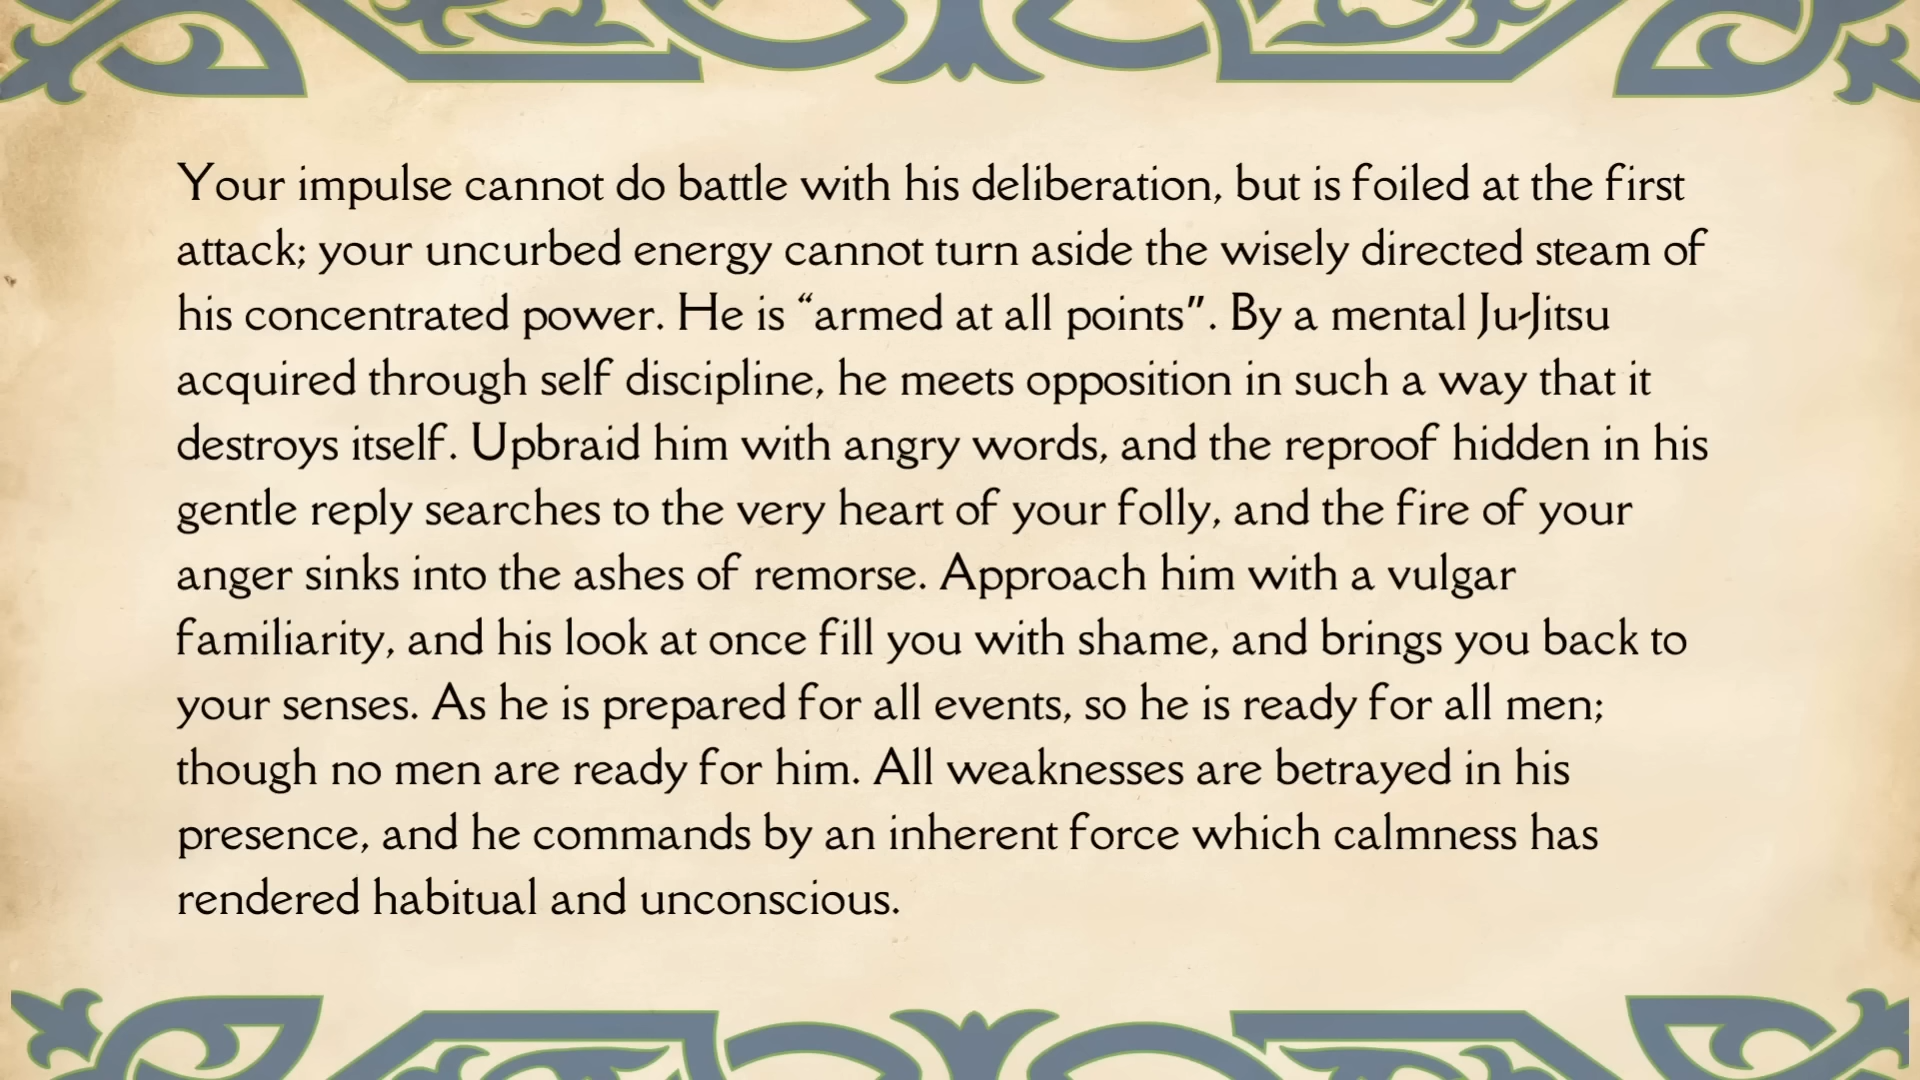 Your impulse cannot do battle with his deliberation, but is foiled at the first
attack; your uncurbed energy cannot turn aside the wisely directed steam of
his concentrated power. He is “armed at all points”. By a mental Ju-Jitsu
acquired through self discipline, he meets opposition in such a way that it
destroys itself. Upbraid him with angry words, and the reproof hidden in his
gentle reply searches to the very heart of your folly, and the fire of your
anger sinks into the ashes of remorse. Approach him with a vulgar
familiarity, and his look at once fill you with shame, and brings you back to
your senses. As he is prepared for all events, so he is ready for all men;
though no men are ready for him. All weaknesses are betrayed in his
presence, and he commands by an inherent force which calmness has
rendered habitual and unconscious.